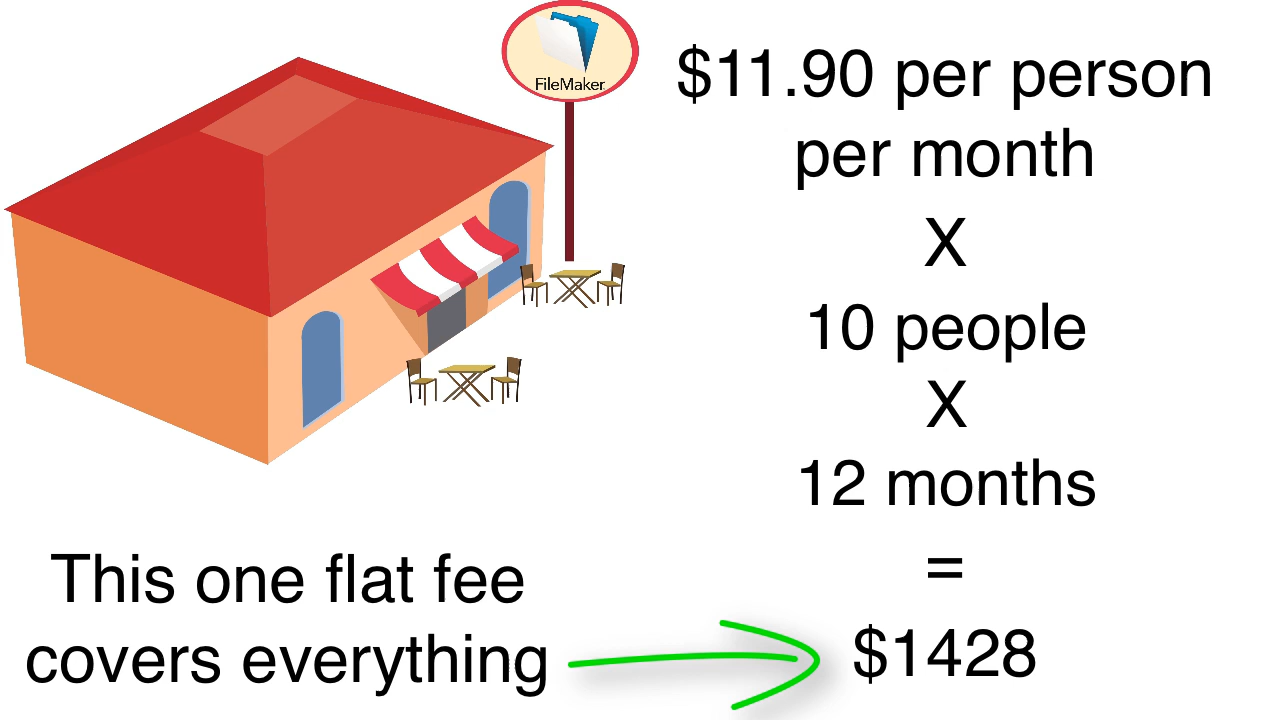 FileMaker
$11.90 per person
per month
X
10 people
X
12 months
=
$1428
This one flat fee
covers everything